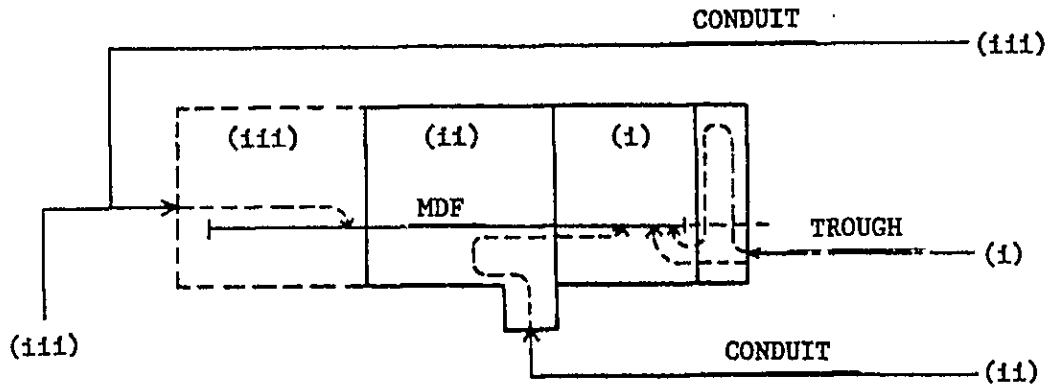 CONDUIT
(iii)
(iii) (ii) (i)
MDF
TROUGH
(i)
(iii)
CONDUIT
(ii)